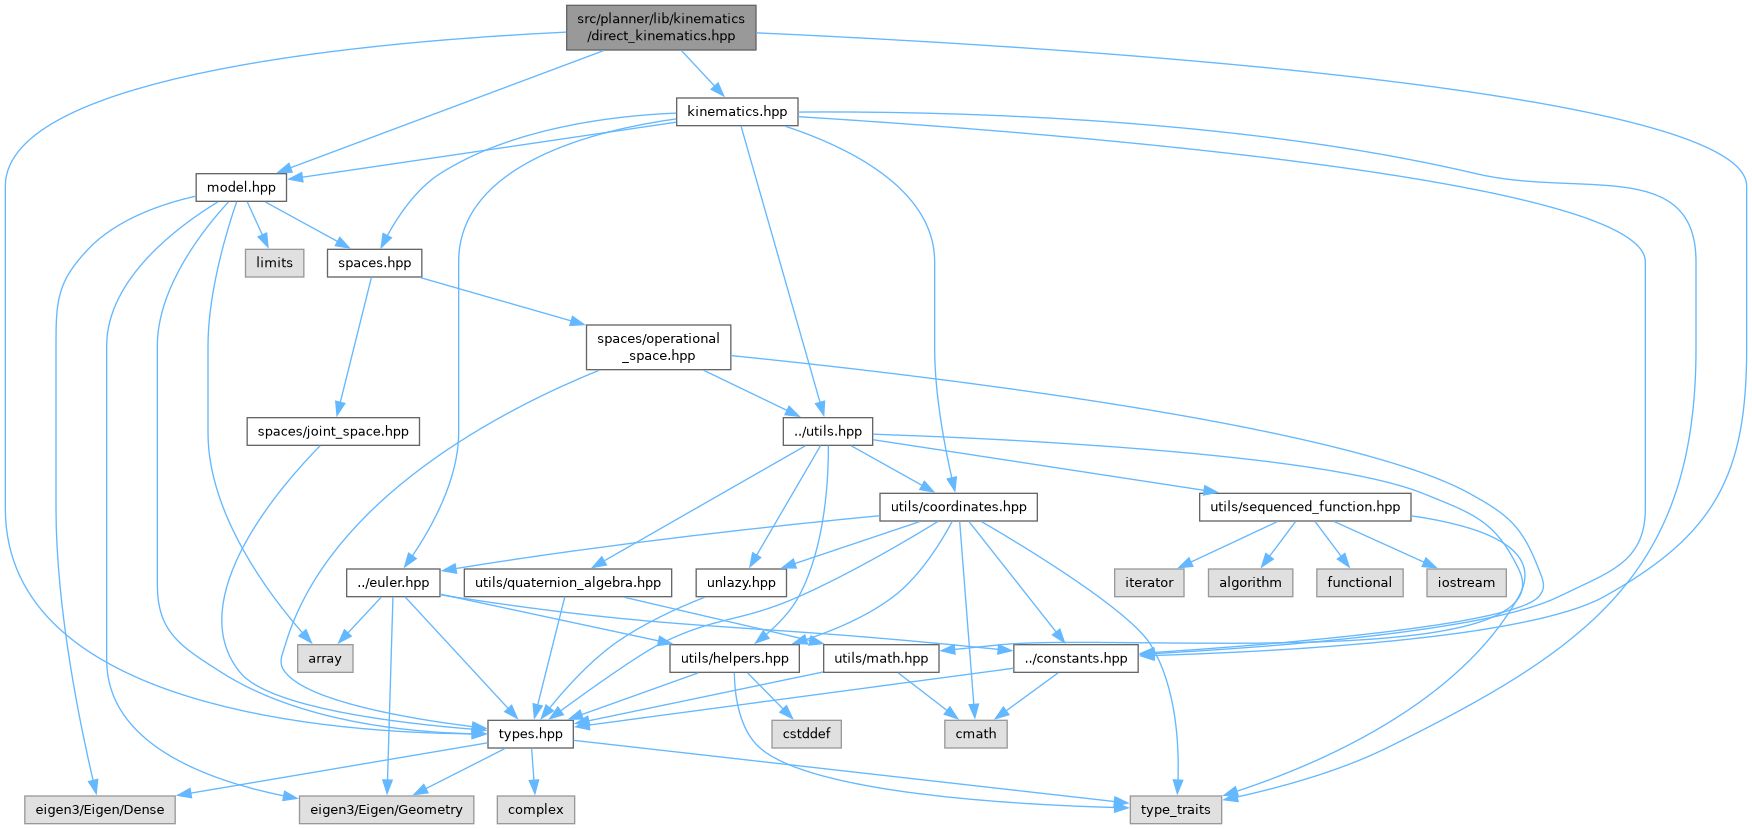 src/planner/lib/kinematics
/direct_kinematics.hpp
kinematics.hpp
model.hpp
limits
spaces.hpp
spaces/operational
_space.hpp
spaces/joint_space.hpp
../utils.hpp
utils/coordinates.hpp
utils/sequenced_function.hpp
../euler.hpp
utils/quaternion_algebra.hpp
unlazy.hpp
iterator
algorithm
functional
iostream
array
utils/helpers.hpp
utils/math.hpp
../constants.hpp
types.hpp
cstddef
cmath
eigen3/Eigen/Dense
eigen3/Eigen/Geometry
complex
type_traits